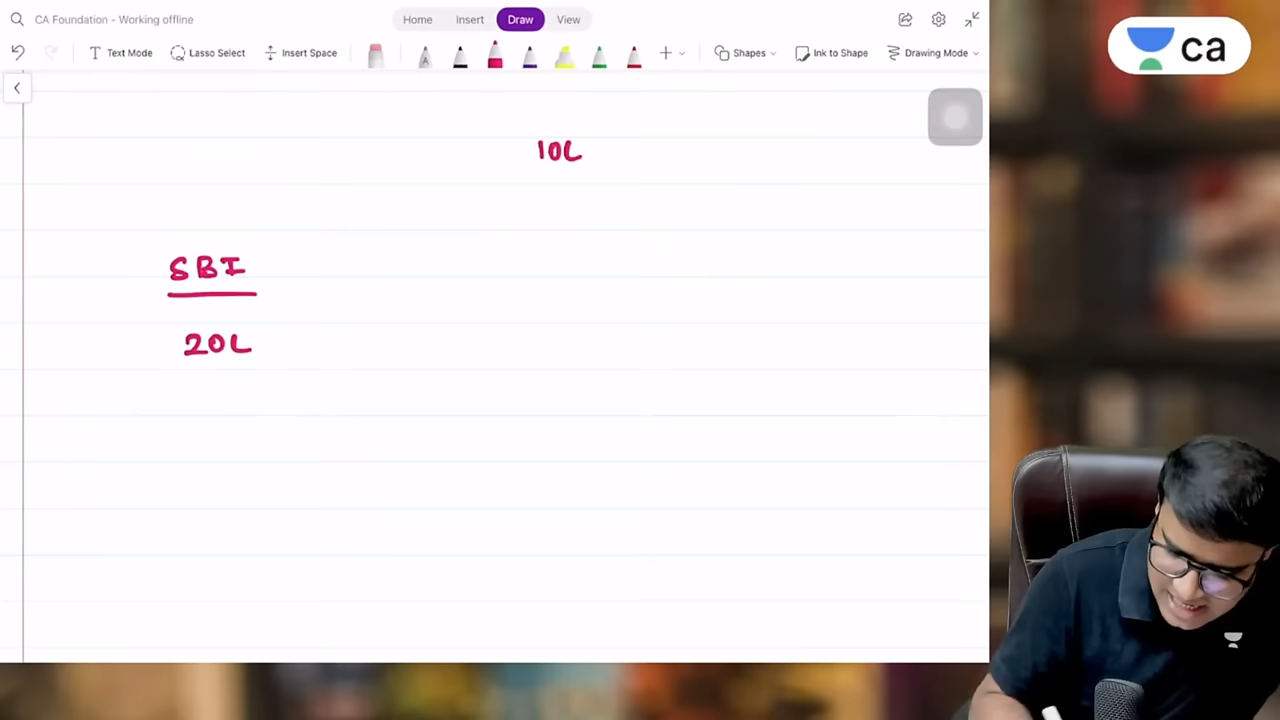 CA Foundation - Working offline
Home Insert Draw View
Text Mode Lasso Select Insert Space A Shapes Ink to Shape Drawing Mode
ca
10L
SBI
20L